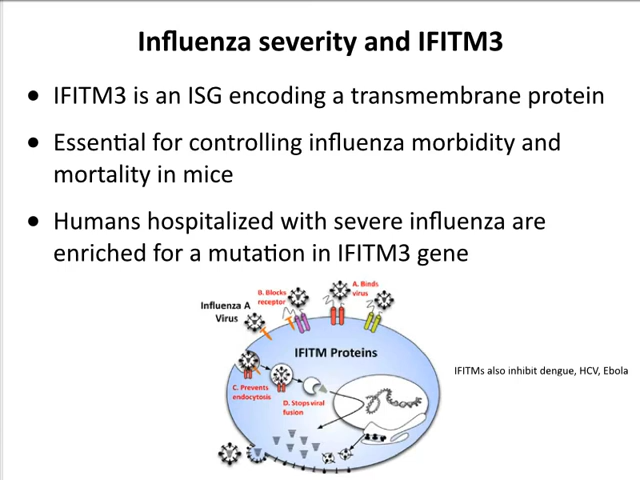 Influenza severity and IFITM3
• IFITM3 is an ISG encoding a transmembrane protein
• Essential for controlling influenza morbidity and
mortality in mice
• Humans hospitalized with severe influenza are
enriched for a mutation in IFITM3 gene
Influenza A
Virus
B. Blocks
receptor
A. Binds
virus
IFITM Proteins
C. Prevents
endocytosis
D. Stops viral
fusion
IFITMs also inhibit dengue, HCV, Ebola